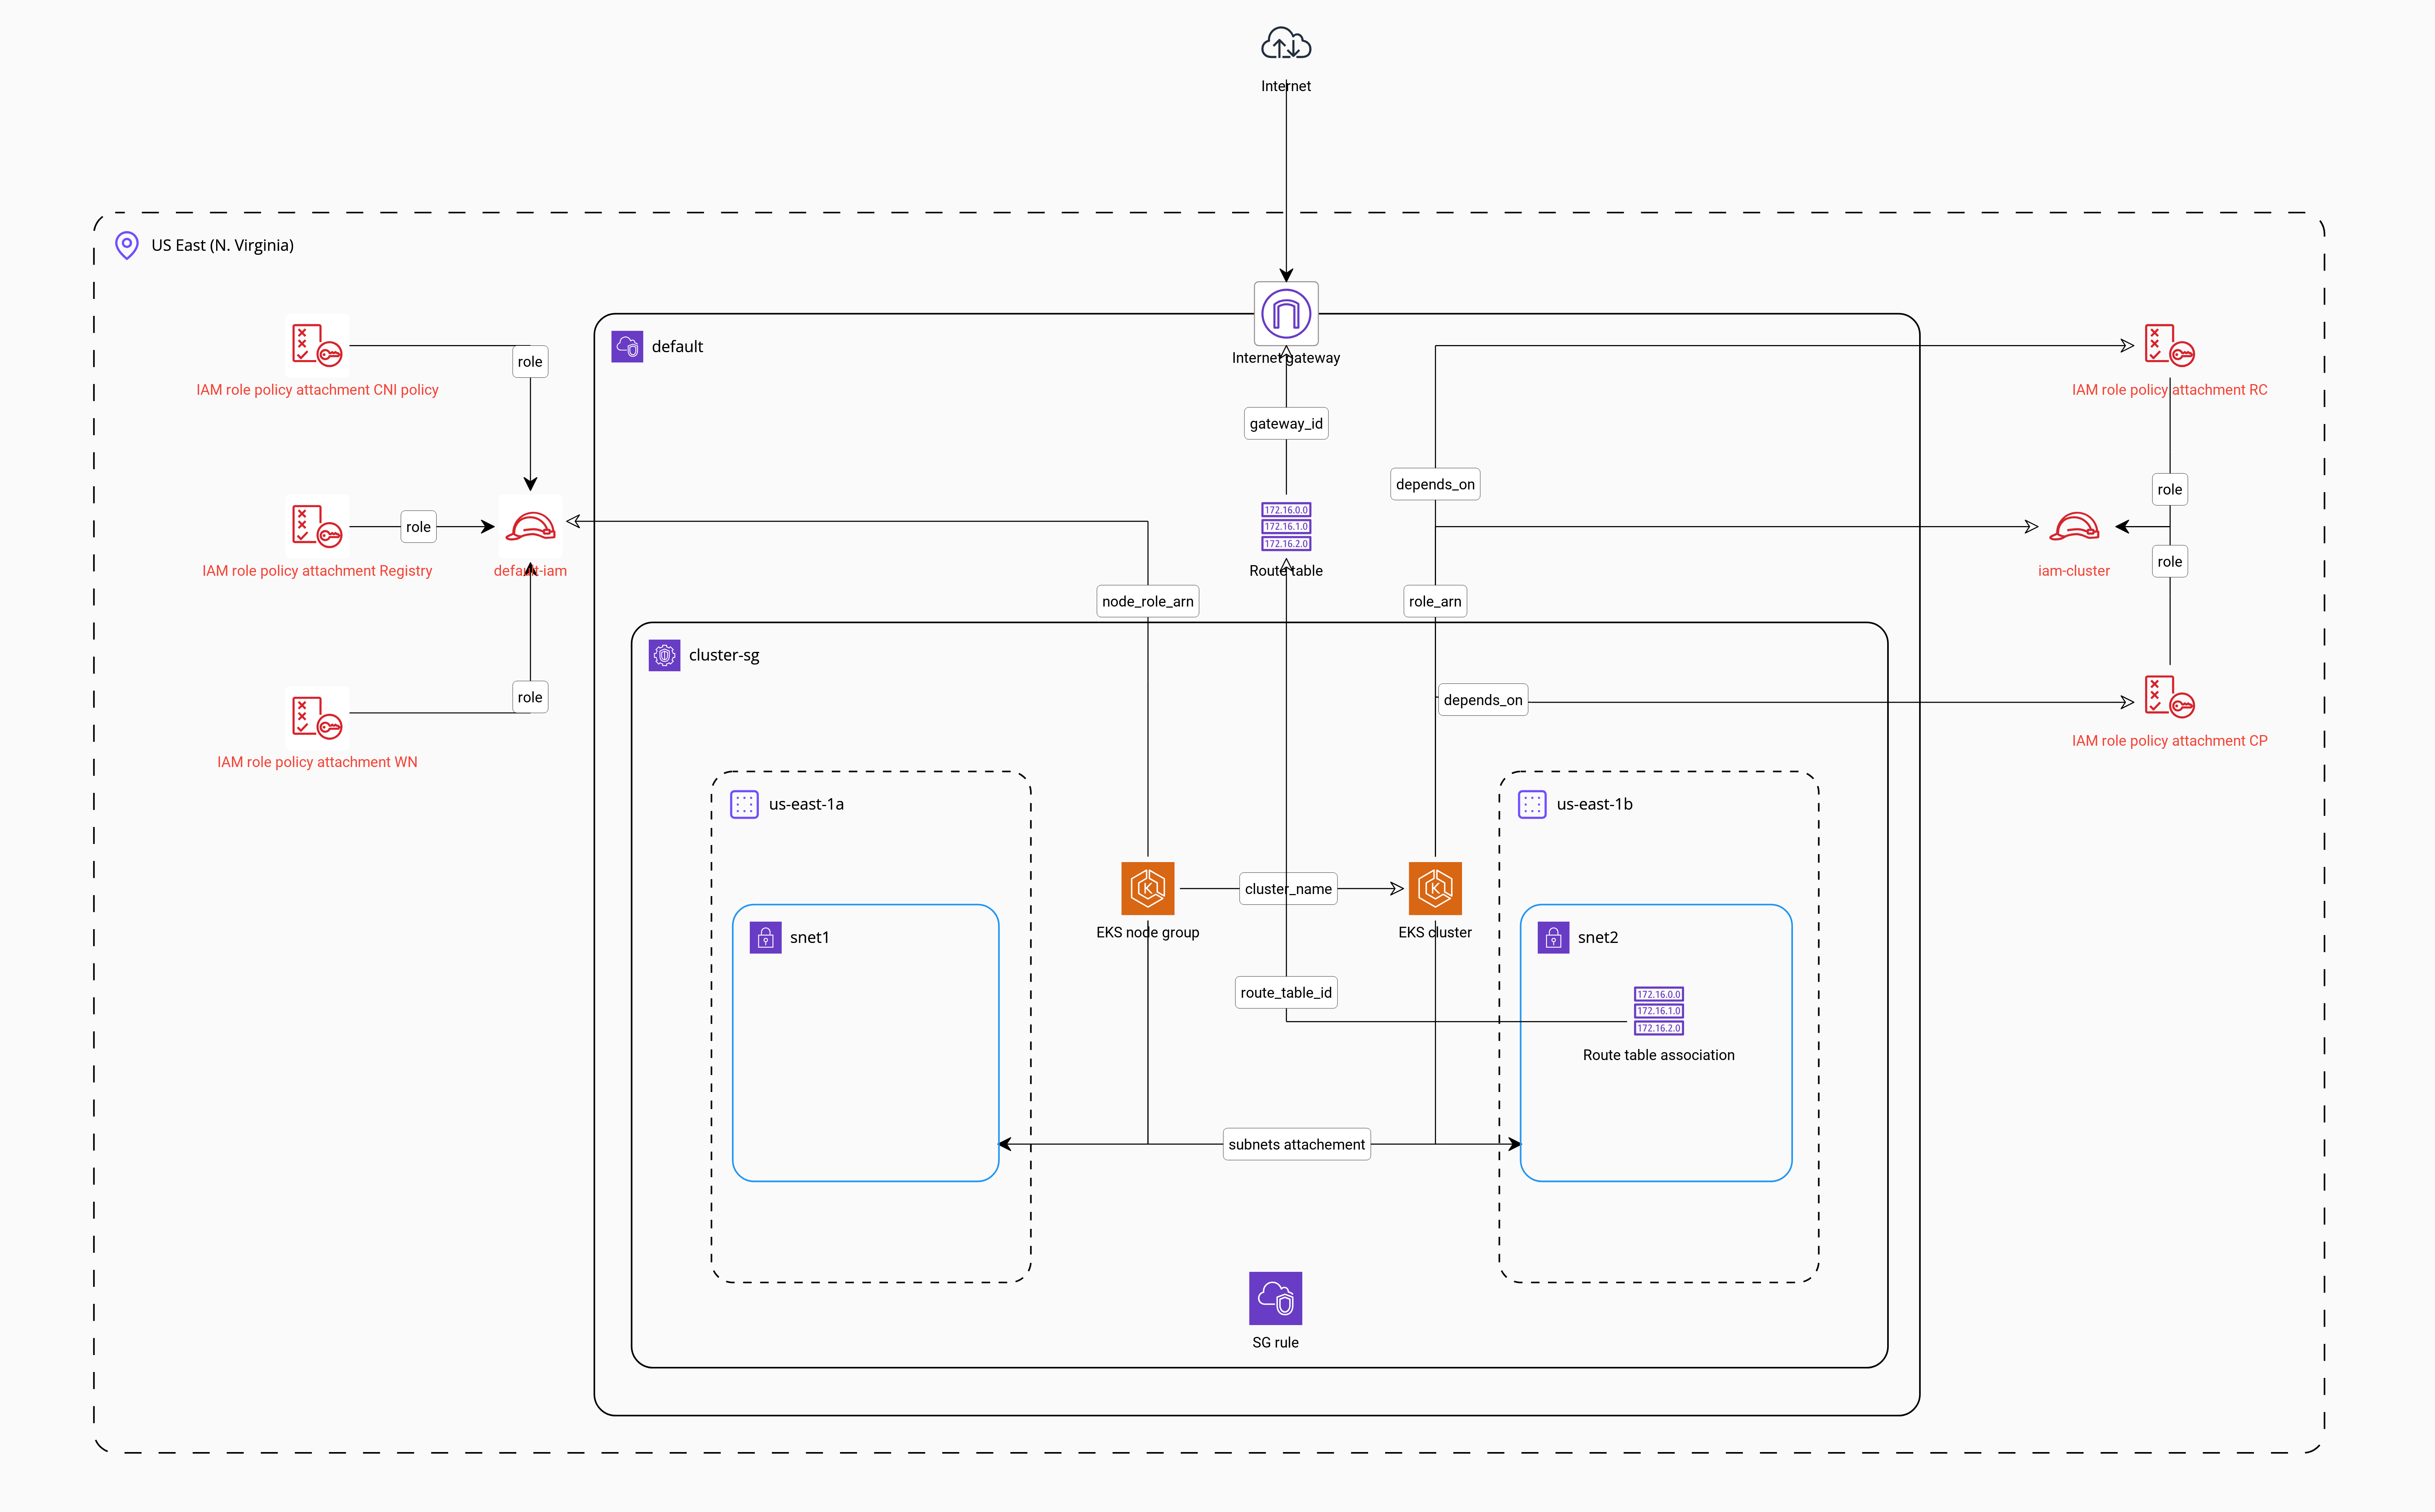 Internet
US East (N. Virginia)
default
Internet gateway
role
IAM role policy attachment CNI policy
IAM role policy attachment RC
gateway_id
depends_on
role
172.16.0.0
172.16.1.0
172.16.2.0
role
IAM role policy attachment Registry
default-iam
Route table
role
iam-cluster
node_role_arn
role_arn
cluster-sg
role
depends_on
IAM role policy attachment CP
IAM role policy attachment WN
us-east-1a
us-east-1b
cluster_name
EKS node group
EKS cluster
snet1
snet2
route_table_id
172.16.0.0
172.16.1.0
172.16.2.0
Route table association
subnets attachement
SG rule